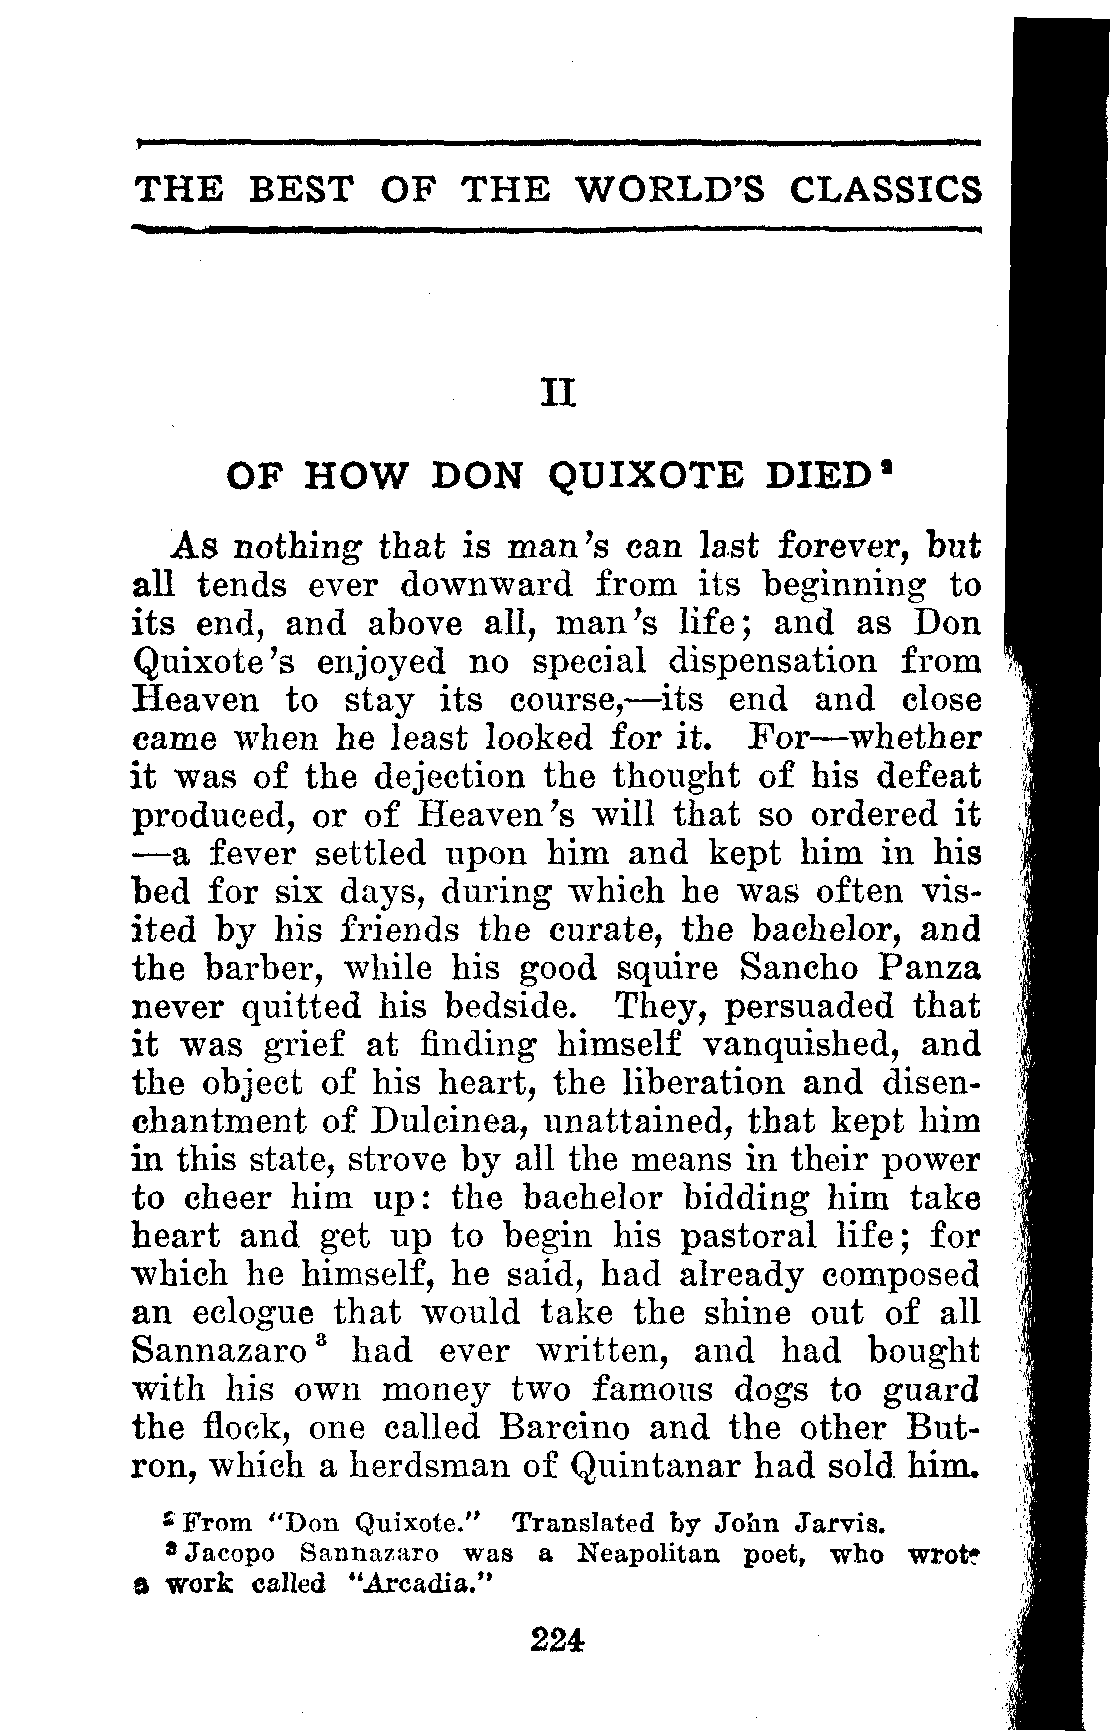 THE BEST OF THE WORLD'S CLASSICS
II
OF HOW DON QUIXOTE DIED ²
As nothing that is man's can last forever, but
all tends ever downward from its beginning to
its end, and above all, man's life; and as Don
Quixote's enjoyed no special dispensation from
Heaven to stay its course,—its end and close
came when he least looked for it. For—whether
it was of the dejection the thought of his defeat
produced, or of Heaven's will that so ordered it
—a fever settled upon him and kept him in his
bed for six days, during which he was often vis-
ited by his friends the curate, the bachelor, and
the barber, while his good squire Sancho Panza
never quitted his bedside. They, persuaded that
it was grief at finding himself vanquished, and
the object of his heart, the liberation and disen-
chantment of Dulcinea, unattained, that kept him
in this state, strove by all the means in their power
to cheer him up: the bachelor bidding him take
heart and get up to begin his pastoral life; for
which he himself, he said, had already composed
an eclogue that would take the shine out of all
Sannazaro ³ had ever written, and had bought
with his own money two famous dogs to guard
the flock, one called Barcino and the other But-
ron, which a herdsman of Quintanar had sold him.
² From "Don Quixote." Translated by John Jarvis.
³ Jacopo Sannazaro was a Neapolitan poet, who wrote
a work called "Arcadia."
224